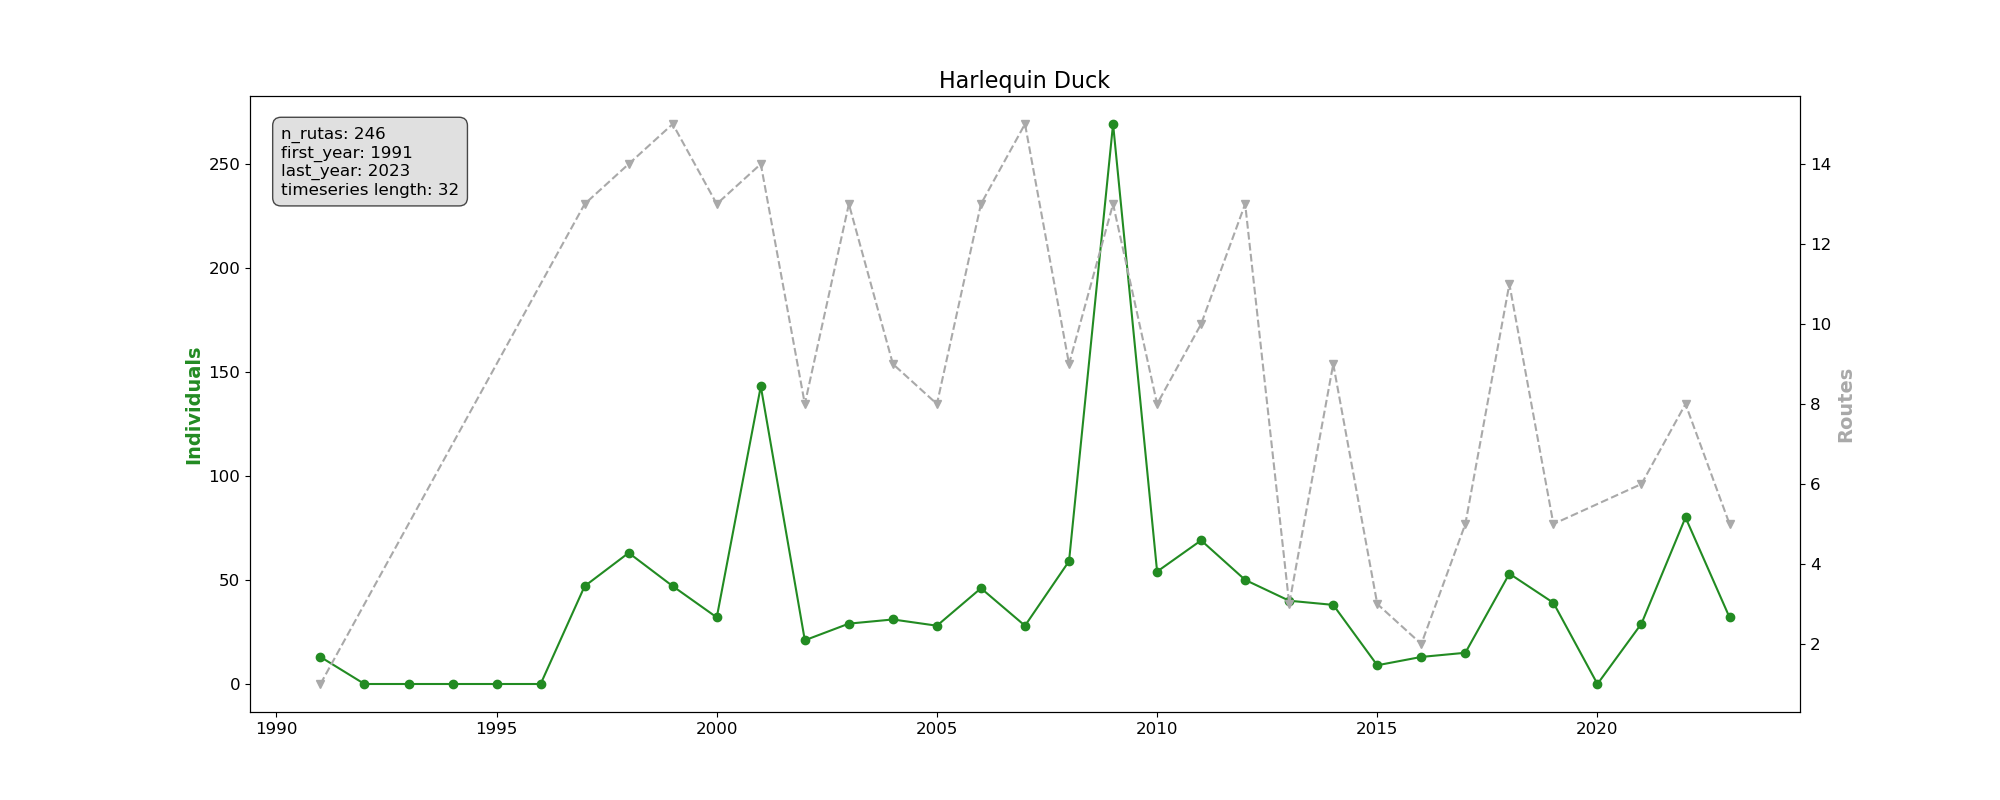 Harlequin Duck
n_rutas: 246
first_year: 1991
last_year: 2023
timeseries length: 32
Individuals
250
200
150
100
50
0
14
12
10
8
6
4
2
Routes
1990 1995 2000 2005 2010 2015 2020